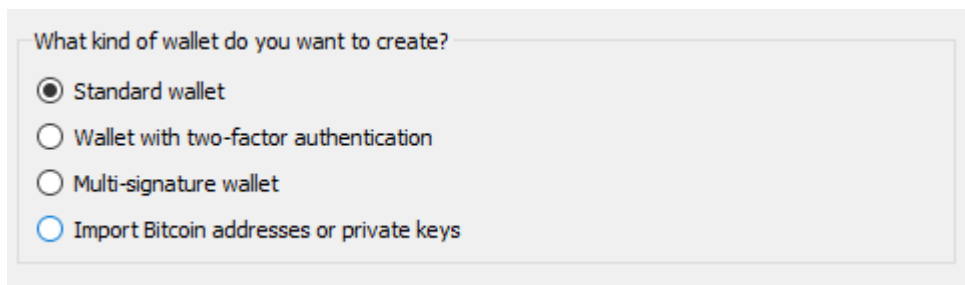 What kind of wallet do you want to create?
Standard wallet
Wallet with two-factor authentication
Multi-signature wallet
Import Bitcoin addresses or private keys